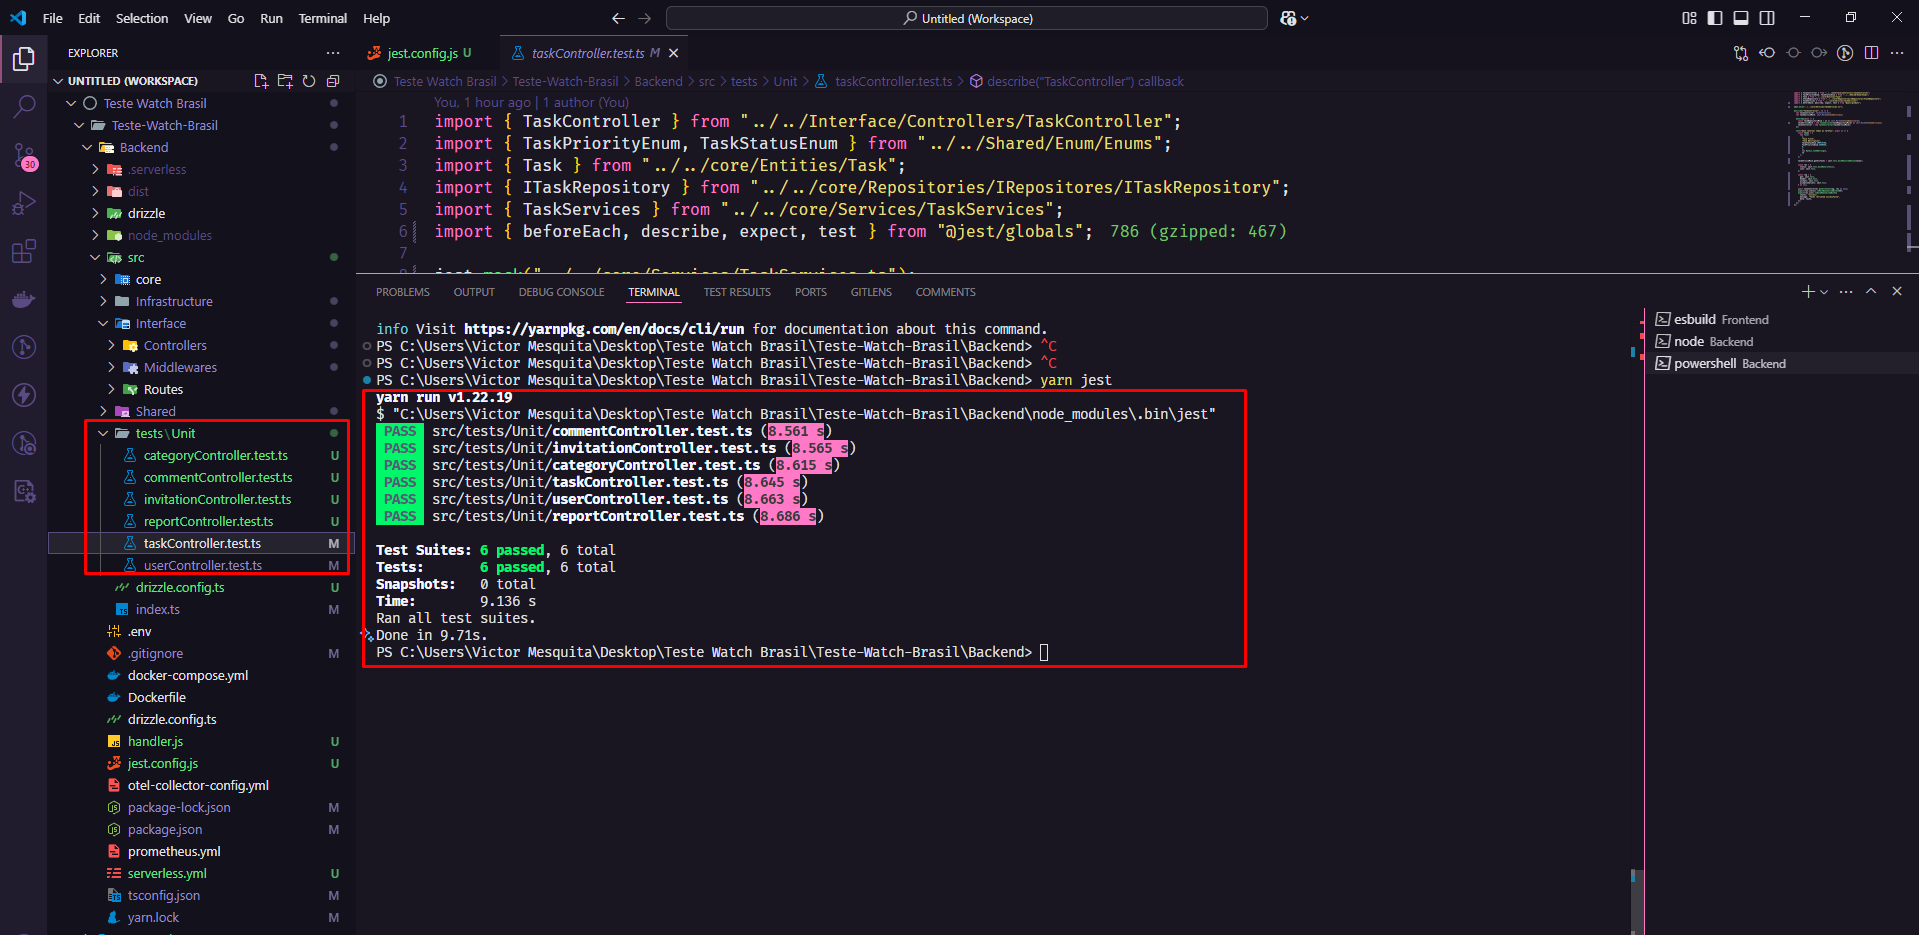 File Edit Selection View Go Run Terminal Help
Untitled (Workspace)
EXPLORER
UNTITLED (WORKSPACE)
Teste Watch Brasil
Teste-Watch-Brasil
Backend
.serverless
dist
drizzle
node_modules
src
core
Infrastructure
Interface
Controllers
Middlewares
Routes
Shared
tests\Unit
categoryController.test.ts U
commentController.test.ts U
invitationController.test.ts U
reportController.test.ts U
taskController.test.ts M
userController.test.ts M
drizzle.config.ts U
index.ts M
.env
.gitignore M
docker-compose.yml
Dockerfile
drizzle.config.ts
handler.js U
jest.config.js U
otel-collector-config.yml
package-lock.json M
package.json M
prometheus.yml
serverless.yml U
tsconfig.json M
yarn.lock M
30
jest.config.js U
taskController.test.ts M
Teste Watch Brasil > Teste-Watch-Brasil > Backend > src > tests > Unit > taskController.test.ts > describe("TaskController") callback
You, 1 hour ago | 1 author (You)
1 import { TaskController } from "../../Interface/Controllers/TaskController";
2 import { TaskPriorityEnum, TaskStatusEnum } from "../../Shared/Enum/Enums";
3 import { Task } from "../../core/Entities/Task";
4 import { ITaskRepository } from "../../core/Repositories/IRepositores/ITaskRepository";
5 import { TaskServices } from "../../core/Services/TaskServices";
6 import { beforeEach, describe, expect, test } from "@jest/globals"; 786 (gzipped: 467)
7
8 jest.mock("../../core/Services/TaskServices.ts");
PROBLEMS OUTPUT DEBUG CONSOLE TERMINAL TEST RESULTS PORTS GITLENS COMMENTS
info Visit https://yarnpkg.com/en/docs/cli/run for documentation about this command.
PS C:\Users\Victor Mesquita\Desktop\Teste Watch Brasil\Teste-Watch-Brasil\Backend> ^C
PS C:\Users\Victor Mesquita\Desktop\Teste Watch Brasil\Teste-Watch-Brasil\Backend> ^C
PS C:\Users\Victor Mesquita\Desktop\Teste Watch Brasil\Teste-Watch-Brasil\Backend> yarn jest
yarn run v1.22.19
$ "C:\Users\Victor Mesquita\Desktop\Teste Watch Brasil\Teste-Watch-Brasil\Backend\node_modules\.bin\jest"
PASS src/tests/Unit/commentController.test.ts (8.561 s)
PASS src/tests/Unit/invitationController.test.ts (8.565 s)
PASS src/tests/Unit/categoryController.test.ts (8.615 s)
PASS src/tests/Unit/taskController.test.ts (8.645 s)
PASS src/tests/Unit/userController.test.ts (8.663 s)
PASS src/tests/Unit/reportController.test.ts (8.686 s)
Test Suites: 6 passed, 6 total
Tests: 6 passed, 6 total
Snapshots: 0 total
Time: 9.136 s
Ran all test suites.
Done in 9.71s.
PS C:\Users\Victor Mesquita\Desktop\Teste Watch Brasil\Teste-Watch-Brasil\Backend>
esbuild Frontend
node Backend
powershell Backend